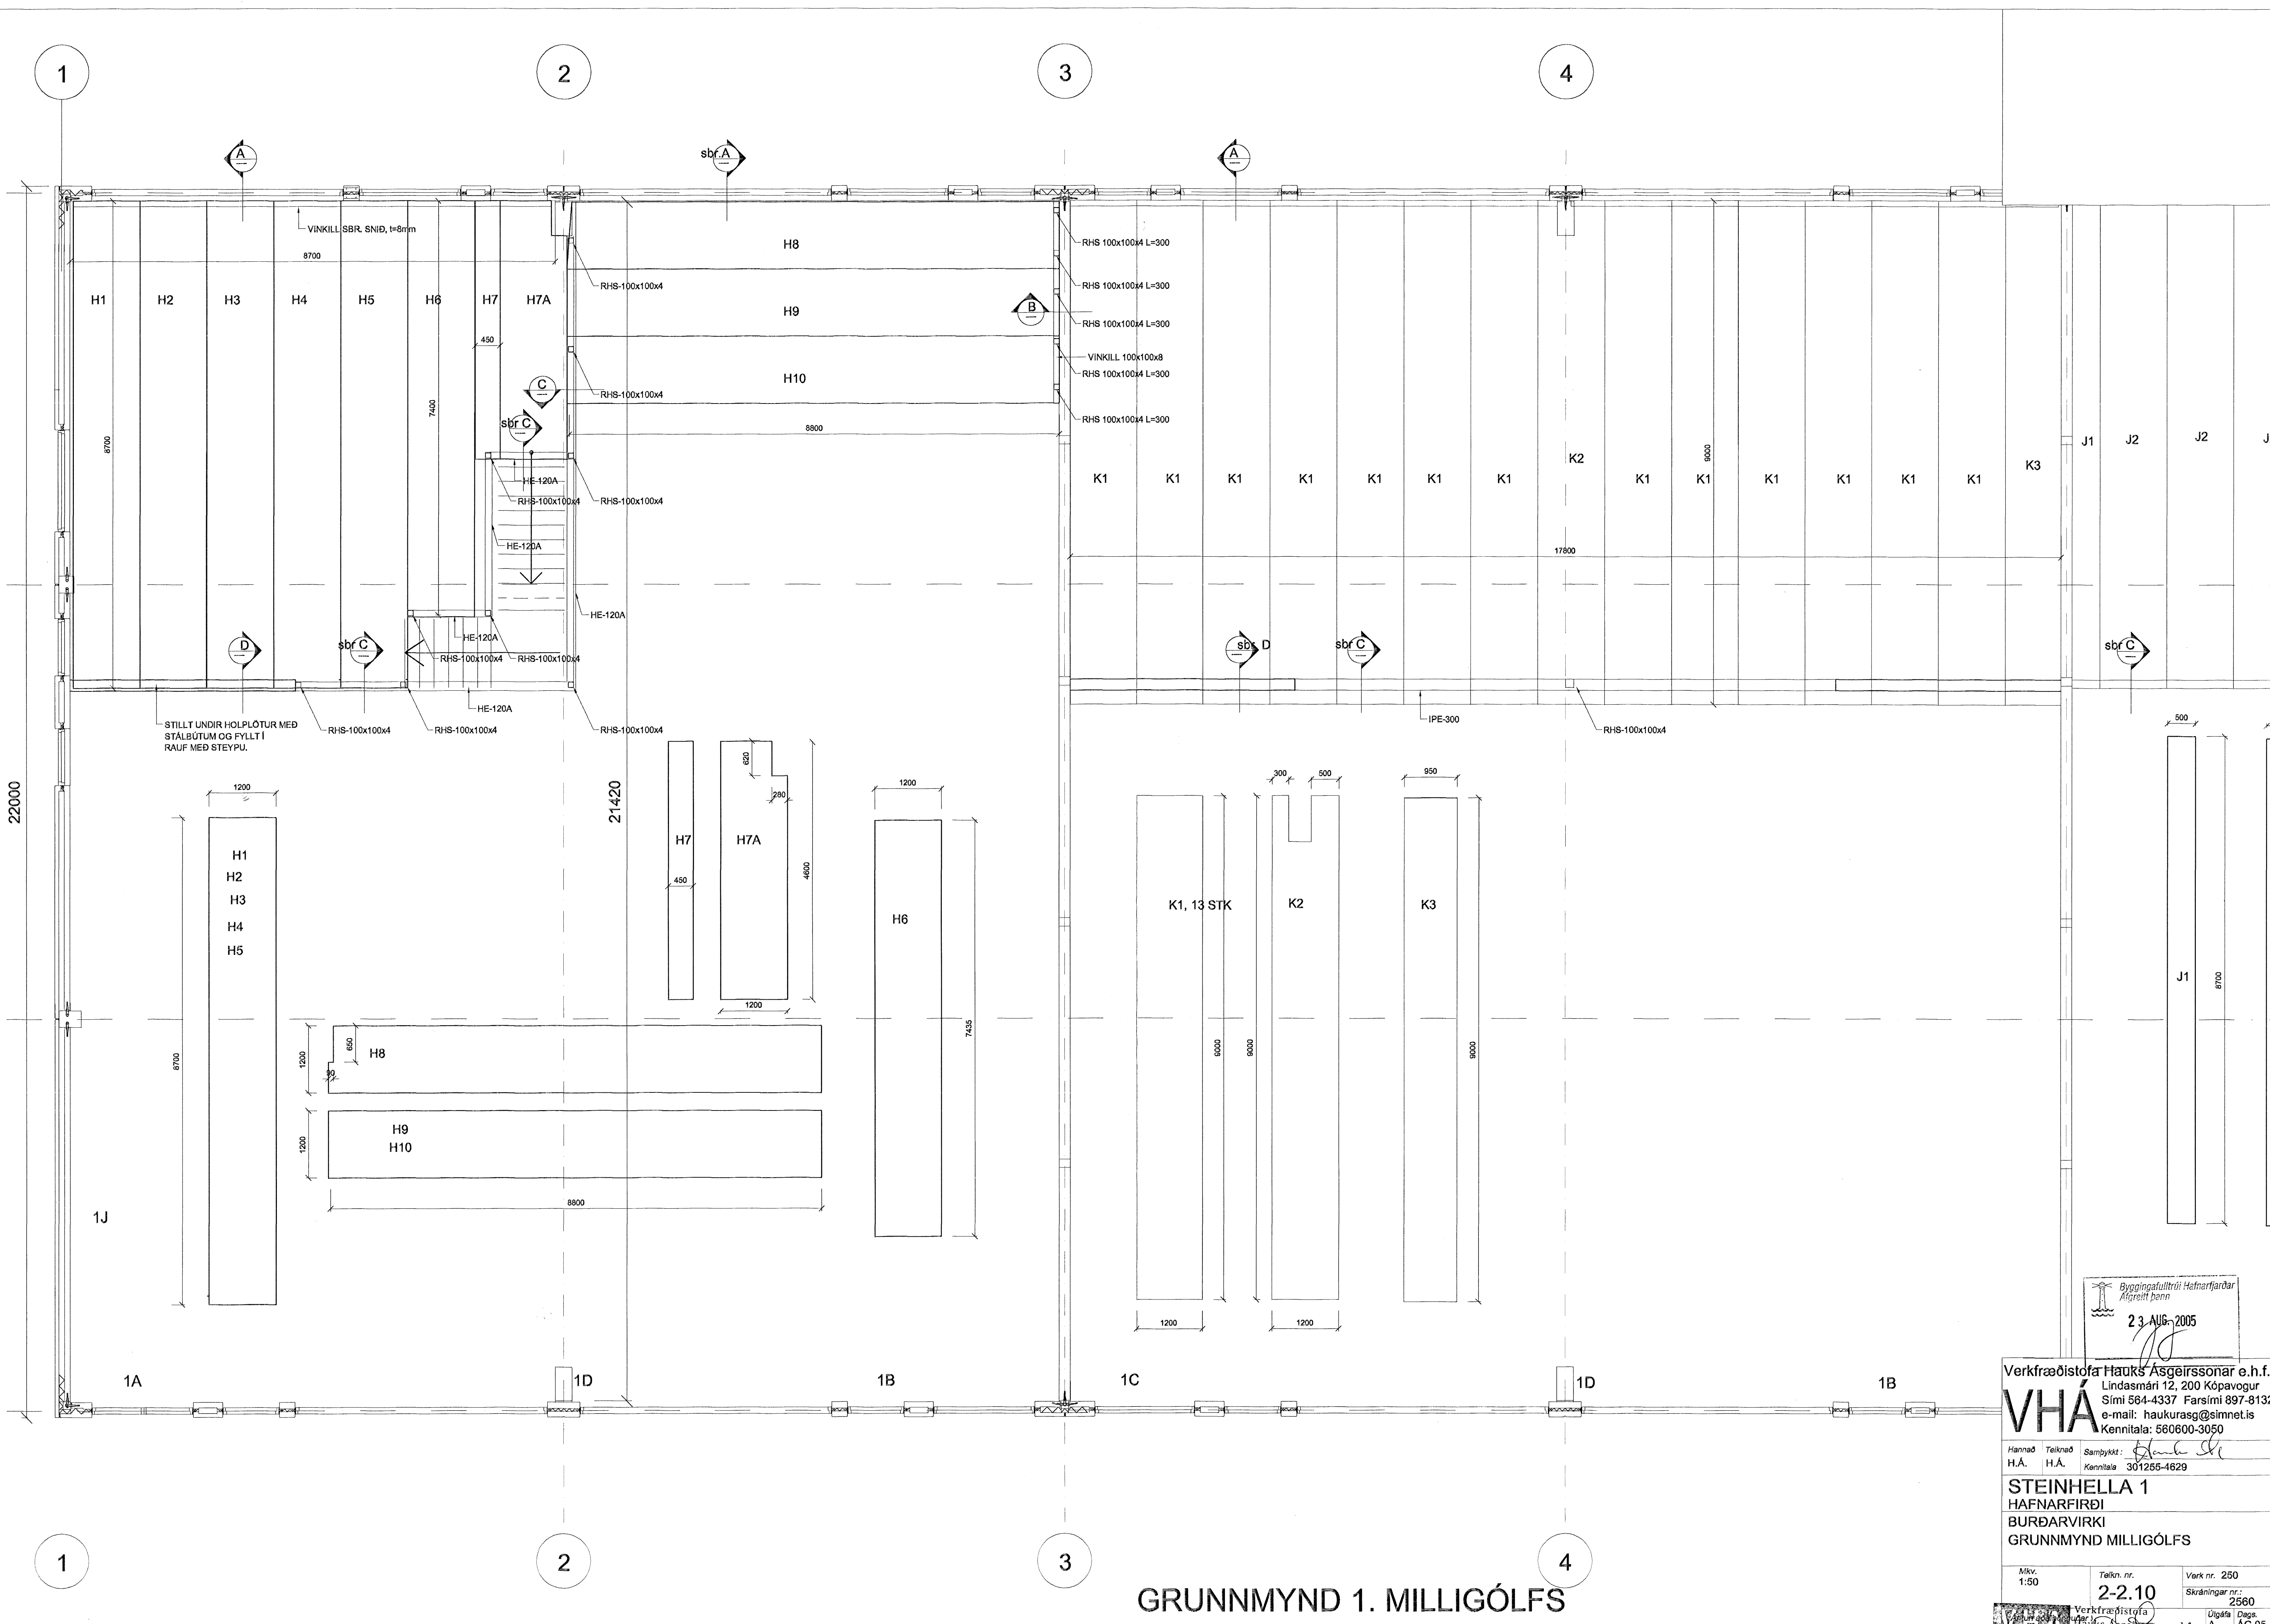 1
2
3
4
A
sbr. A
A
VINKILL SBR. SNIÐ, t=8mm
8700
H1
H2
H3
H4
H5
H6
H7
H7A
450
7400
8700
C
sbr C
RHS-100x100x4
RHS-100x100x4
HE-120A
RHS-100x100x4
RHS-100x100x4
HE-120A
HE-120A
HE-120A
RHS-100x100x4
RHS-100x100x4
D
sbr C
HE-120A
RHS-100x100x4
RHS-100x100x4
RHS-100x100x4
STILLT UNDIR HOLPLÖTUR MEÐ
STÁLBÚTUM OG FYLLT Í
RAUF MEÐ STEYPU.
H8
H9
H10
B
8800
RHS 100x100x4 L=300
RHS 100x100x4 L=300
RHS 100x100x4 L=300
VINKILL 100x100x8
RHS 100x100x4 L=300
RHS 100x100x4 L=300
K1
K1
K1
K1
K1
K1
K1
K2
K1
K1
K1
K1
K1
K1
K3
9000
17800
J1
J2
J2
J
sbr. D
sbr C
sbr C
IPE-300
RHS-100x100x4
22000
21420
1200
H1
H2
H3
H4
H5
8700
H7
450
620
280
H7A
4600
1200
1200
H6
7435
1200
650
90
H8
1200
H9
H10
8800
K1, 13 STK
9000
1200
300
500
K2
9000
1200
950
K3
9000
500
J1
8700
1J
1A
1D
1B
1C
1D
1B
Byggingafulltrúi Hafnarfjarðar
Afgreitt þann
23 AUG. 2005
Verkfræðistofa Hauks Ásgeirssonar e.h.f.
VHÁ
Lindasmári 12, 200 Kópavogur
Sími 564-4337 Farsími 897-8132
e-mail: haukurasg@simnet.is
Kennitala: 560600-3050
Hannað Teiknað Samþykkt:
H.Á. H.Á. Kennitala 301255-4629
STEINHELLA 1
HAFNARFIRÐI
BURÐARVIRKI
GRUNNMYND MILLIGÓLFS
Mkv. Teikn. nr. Verk nr. 250
1:50 2-2.10 Skráningar nr.:
2560
Verkfræðistofa
Útgáfa Dags.
1
2
3
4
GRUNNMYND 1. MILLIGÓLFS